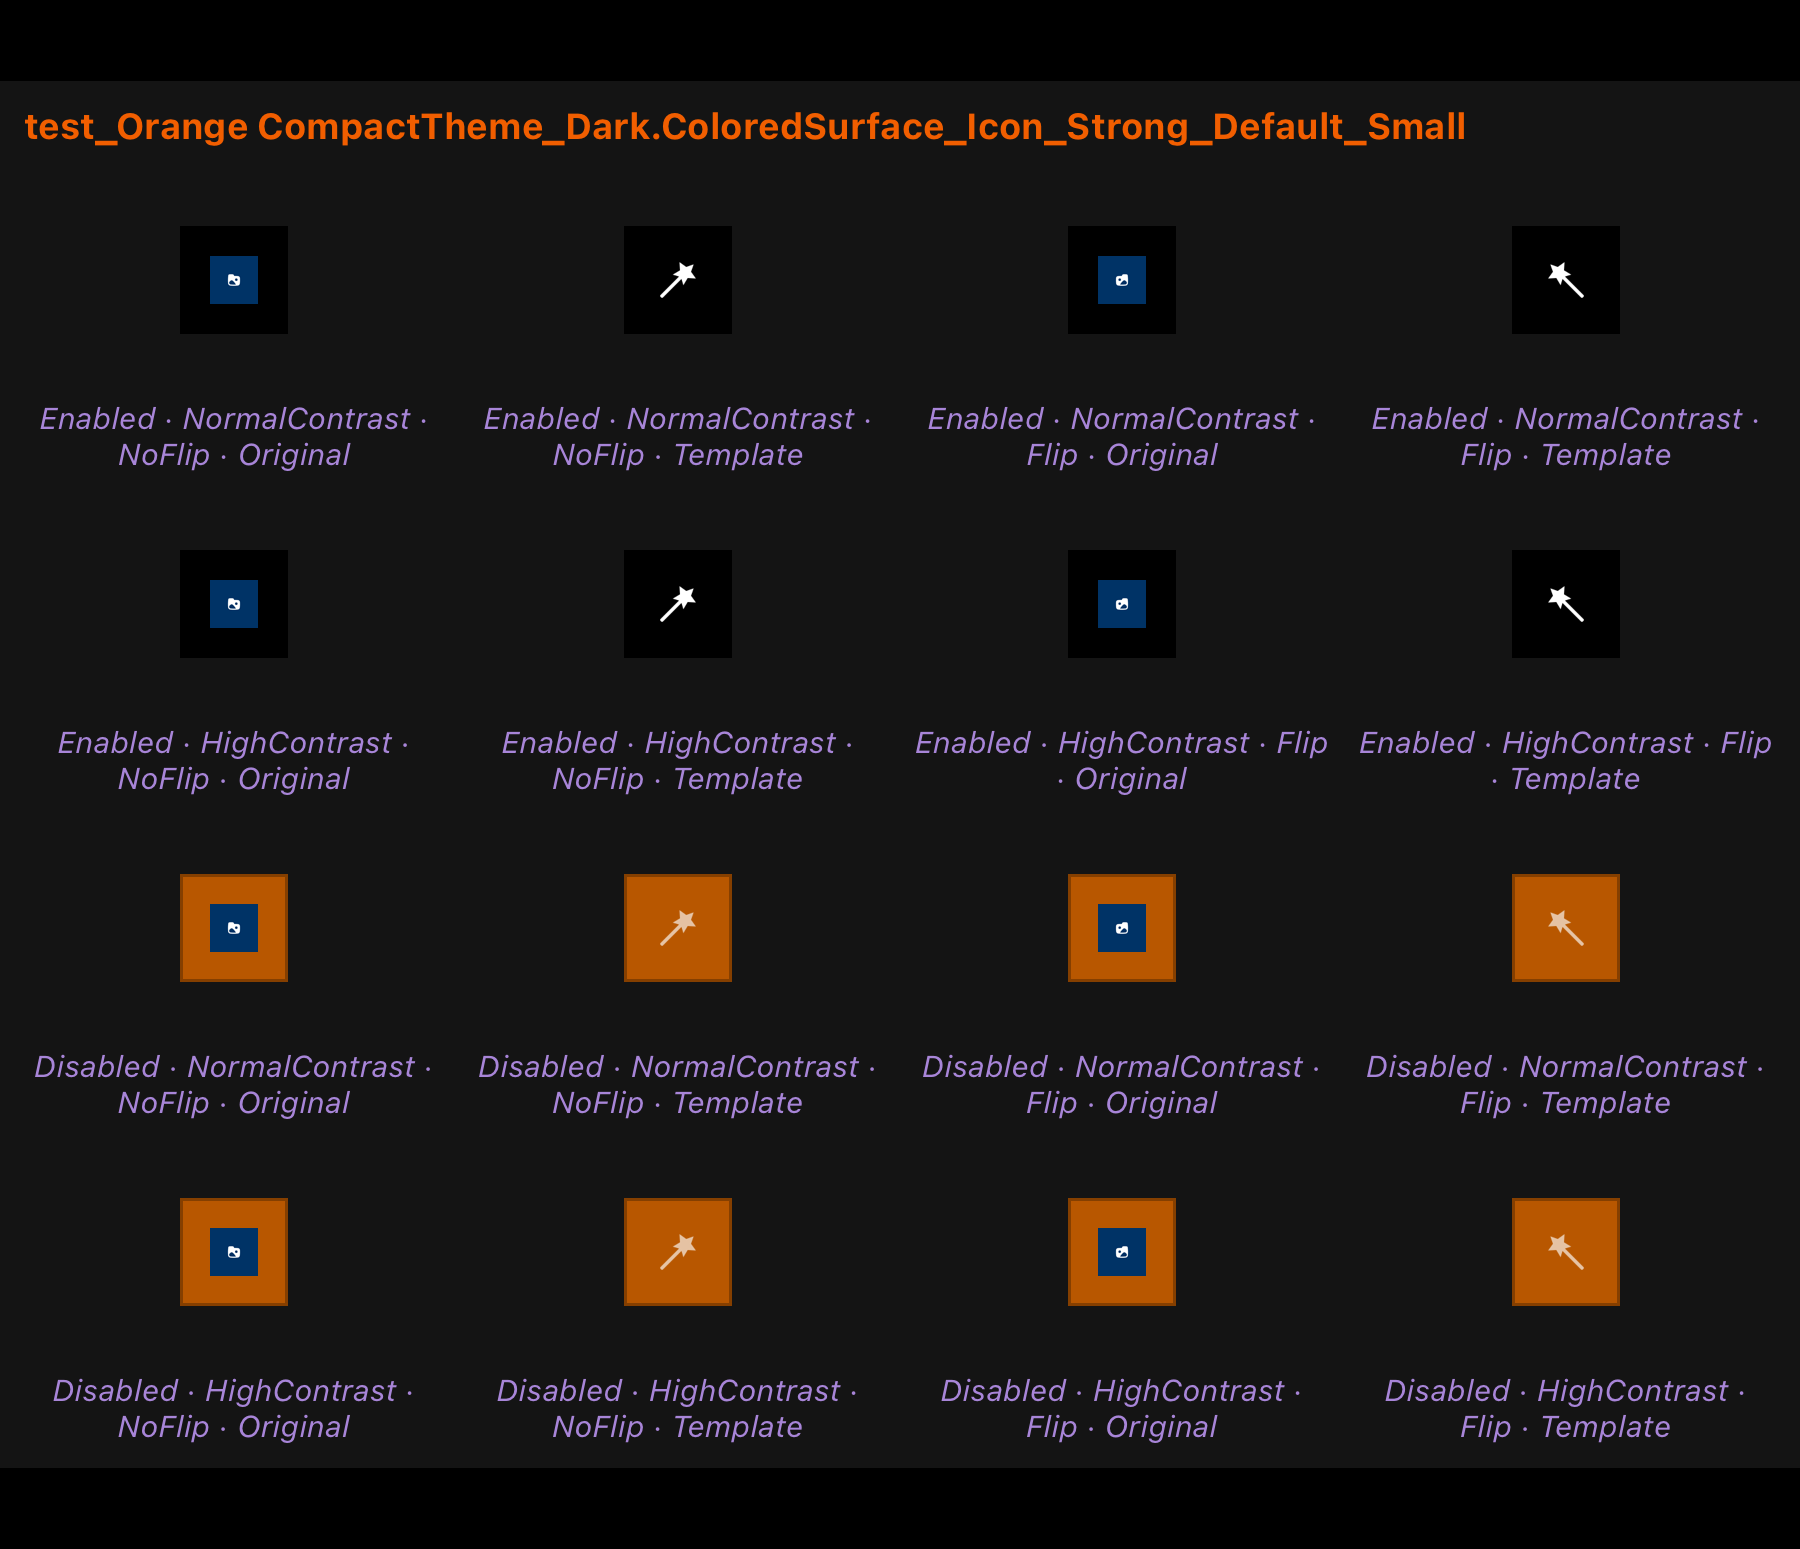 test_Orange CompactTheme_Dark.ColoredSurface_Icon_Strong_Default_Small
Enabled · NormalContrast ·
NoFlip · Original
Enabled · NormalContrast ·
NoFlip · Template
Enabled · NormalContrast ·
Flip · Original
Enabled · NormalContrast ·
Flip · Template
Enabled · HighContrast ·
NoFlip · Original
Enabled · HighContrast ·
NoFlip · Template
Enabled · HighContrast · Flip
· Original
Enabled · HighContrast · Flip
· Template
Disabled · NormalContrast ·
NoFlip · Original
Disabled · NormalContrast ·
NoFlip · Template
Disabled · NormalContrast ·
Flip · Original
Disabled · NormalContrast ·
Flip · Template
Disabled · HighContrast ·
NoFlip · Original
Disabled · HighContrast ·
NoFlip · Template
Disabled · HighContrast ·
Flip · Original
Disabled · HighContrast ·
Flip · Template